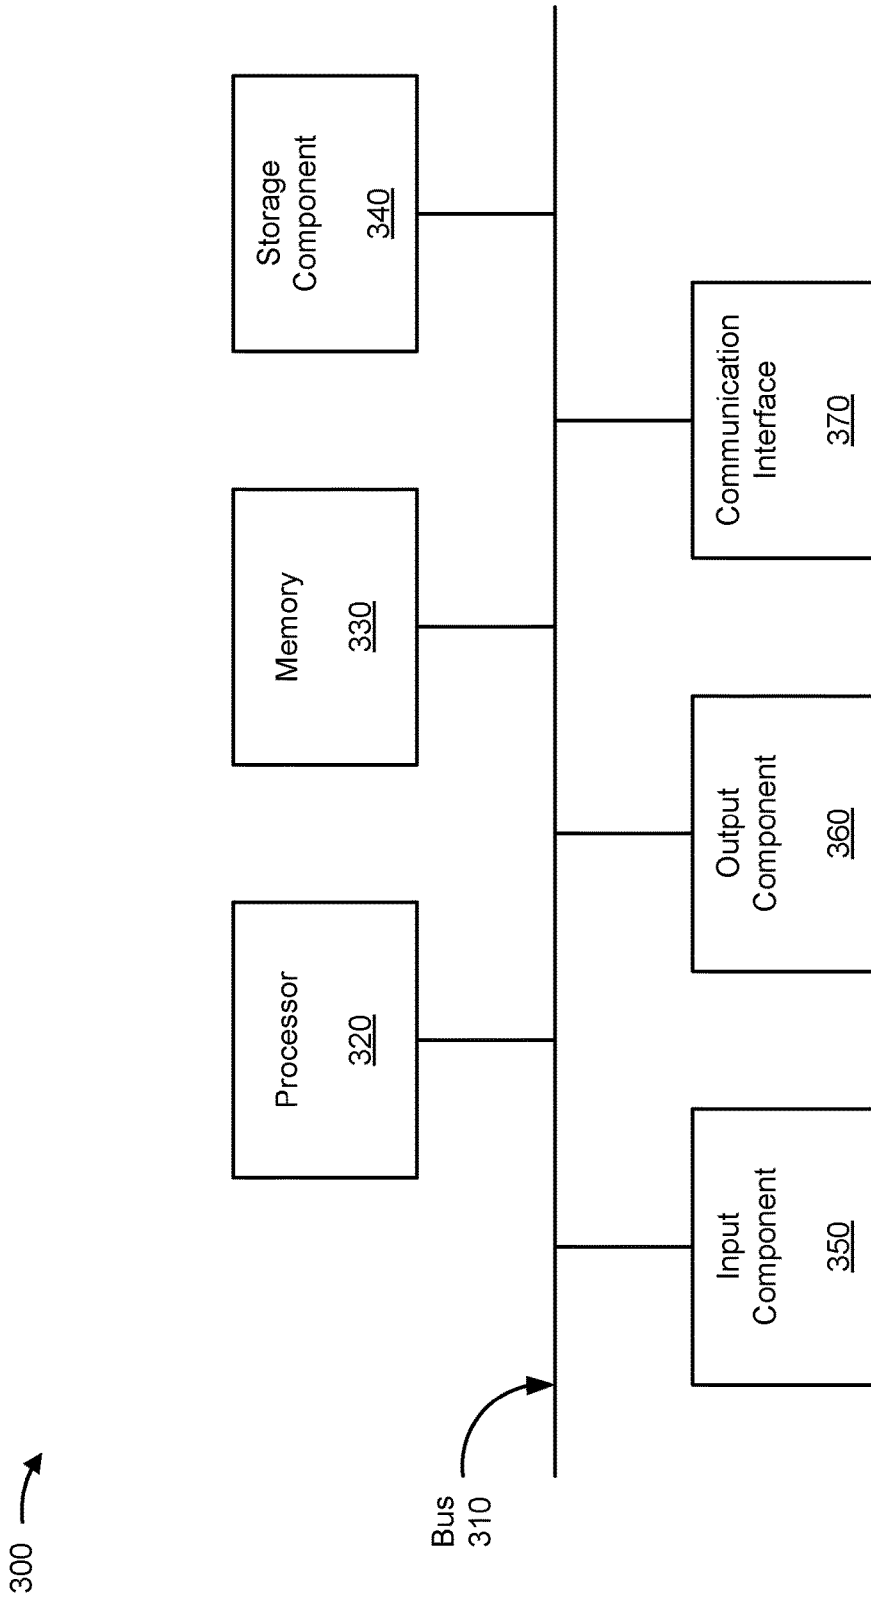 300
Processor
320
Memory
330
Storage
Component
340
Bus
310
Input
Component
350
Output
Component
360
Communication
Interface
370